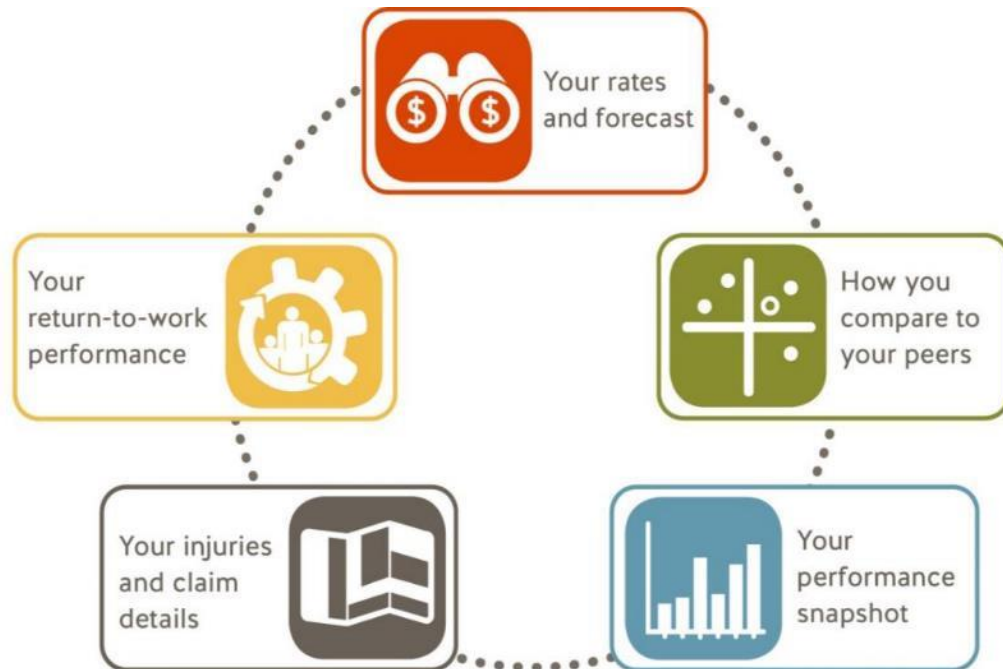 Your rates
and forecast
Your
return-to-work
performance
How you
compare to
your peers
Your injuries
and claim
details
Your
performance
snapshot
$ $